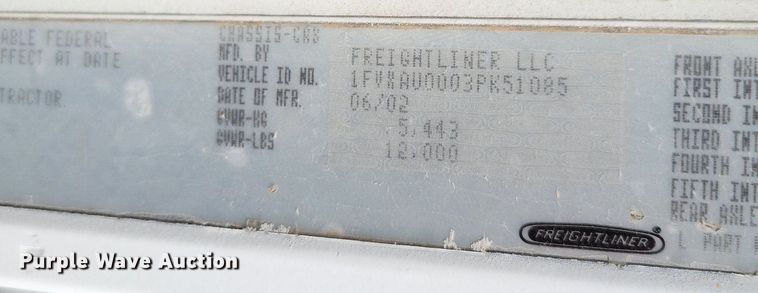 ABLE FEDERAL
FFECT AT DATE
TRACTOR
CHASSIS-CAB
MFD. BY FREIGHTLINER LLC
VEHICLE ID NO. 1FVXAV0003PK51085
DATE OF MFR. 06/02
GVWR-KG 5,443
GVWR-LBS 12,000
FRONT AXL
FIRST INT
SECOND IN
THIRD INT
FOURTH IN
FIFTH INT
REAR AXLE
FREIGHTLINER®
L PART
Purple Wave Auction